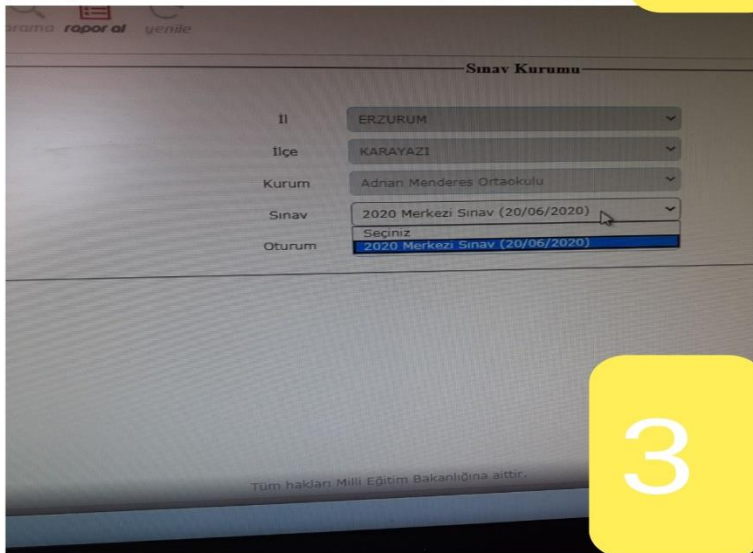 arama rapor al yenile
Sınav Kurumu
İl ERZURUM
İlçe KARAYAZI
Kurum Adnan Menderes Ortaokulu
Sınav 2020 Merkezi Sınav (20/06/2020)
Seçiniz
Oturum 2020 Merkezi Sınav (20/06/2020)
Tüm hakları Milli Eğitim Bakanlığına aittir.
3